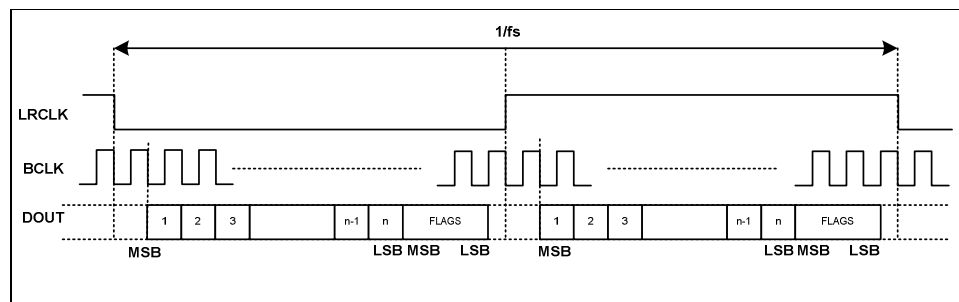 1/fs
LRCLK
BCLK
DOUT 1 2 3 n-1 n FLAGS 1 2 3 n-1 n FLAGS
MSB LSB MSB LSB MSB LSB MSB LSB